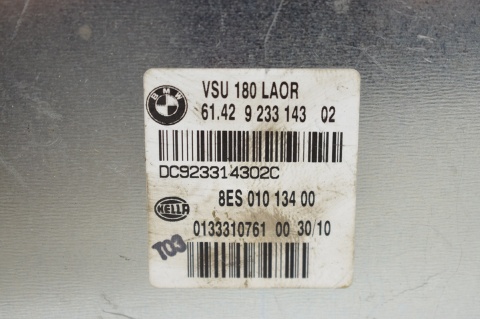 BMW
VSU 180 LAOR
61.42 9 233 143 02
DC923314302C
8ES 010 134 00
HELLA
0133310761 00 30/10
T03